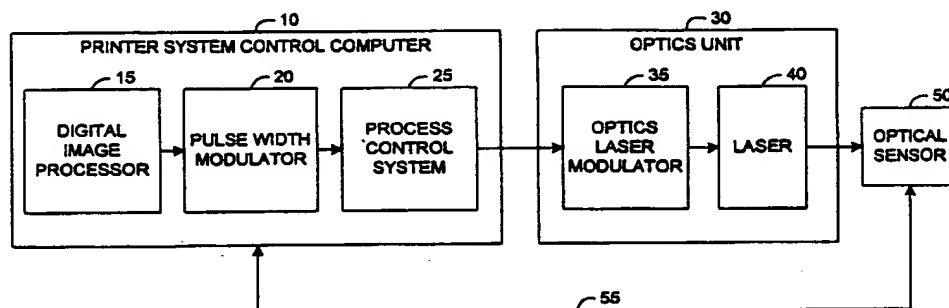 10
30
PRINTER SYSTEM CONTROL COMPUTER
OPTICS UNIT
15
20
25
35
40
50
DIGITAL
IMAGE
PROCESSOR
PULSE WIDTH
MODULATOR
PROCESS
CONTROL
SYSTEM
OPTICS
LASER
MODULATOR
LASER
OPTICAL
SENSOR
55